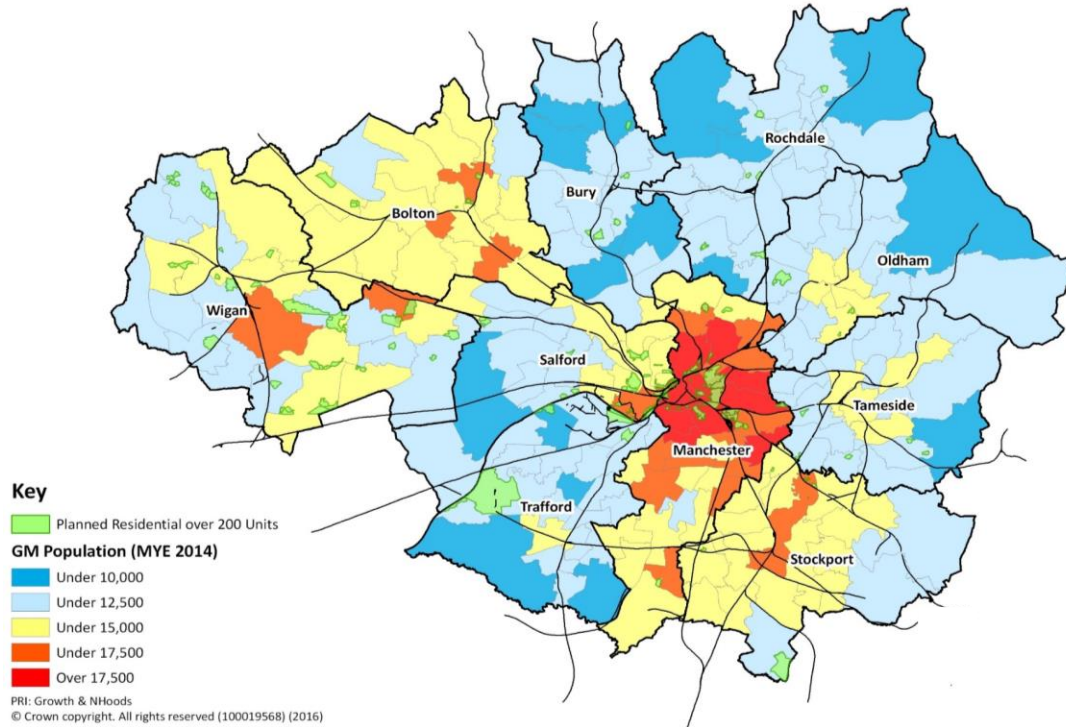 Rochdale
Bury
Bolton
Oldham
Wigan
Salford
Tameside
Manchester
Trafford
Stockport
Key
Planned Residential over 200 Units
GM Population (MYE 2014)
Under 10,000
Under 12,500
Under 15,000
Under 17,500
Over 17,500
PRI: Growth & NHoods
© Crown copyright. All rights reserved (100019568) (2016)